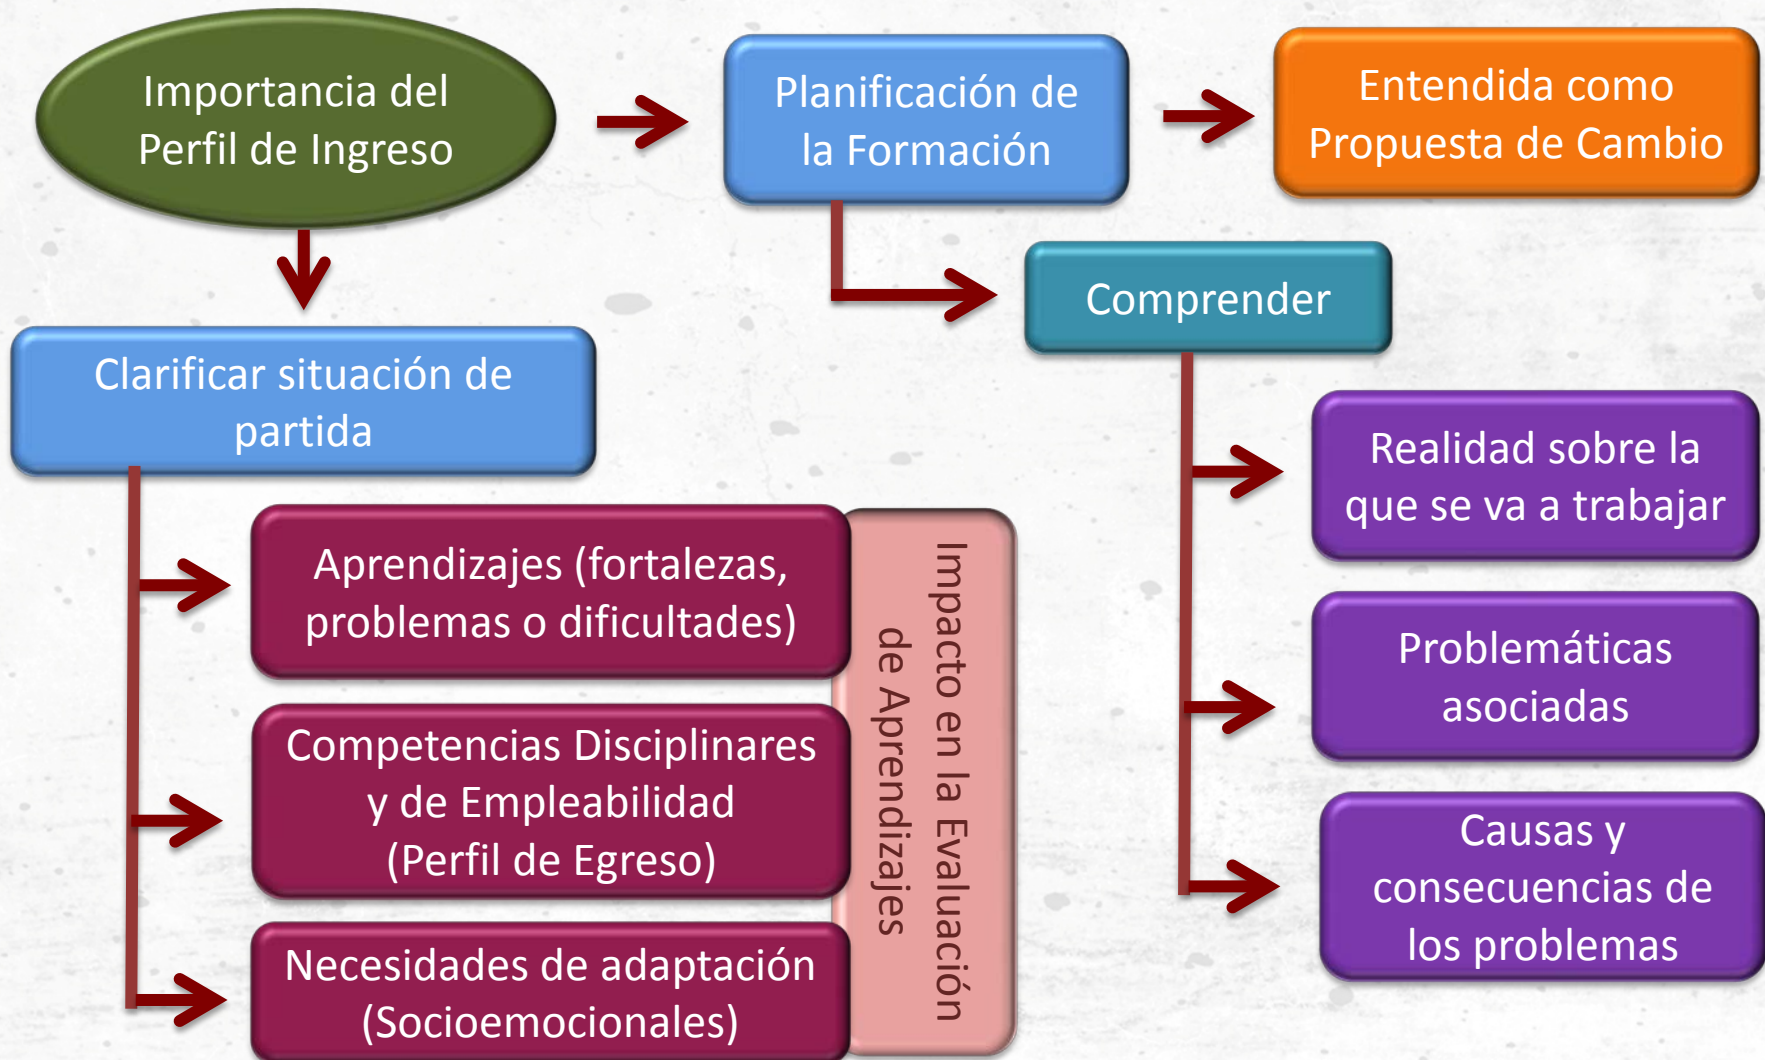 Importancia del
Perfil de Ingreso
Planificación de
la Formación
Entendida como
Propuesta de Cambio
Comprender
Clarificar situación de
partida
Realidad sobre la
que se va a trabajar
Aprendizajes (fortalezas,
problemas o dificultades)
Impacto en la Evaluación
de Aprendizajes
Problemáticas
asociadas
Competencias Disciplinares
y de Empleabilidad
(Perfil de Egreso)
Causas y
consecuencias de
los problemas
Necesidades de adaptación
(Socioemocionales)